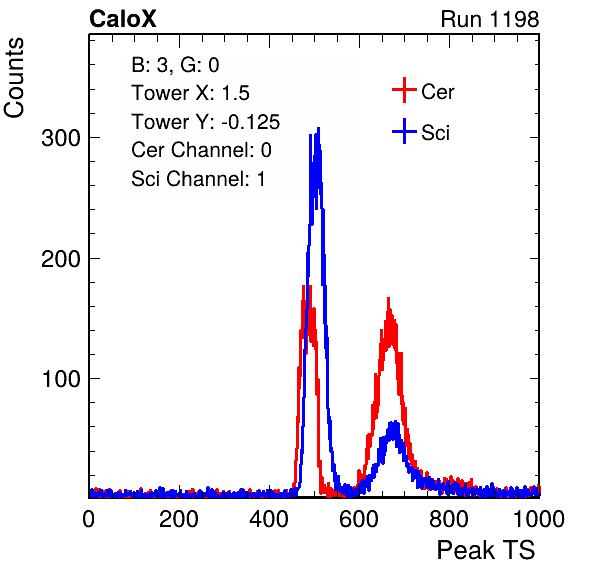 CaloX Run 1198
Counts
B: 3, G: 0
Tower X: 1.5
Tower Y: -0.125
Cer Channel: 0
Sci Channel: 1
Cer
Sci
300
200
100
0 200 400 600 800 1000
Peak TS